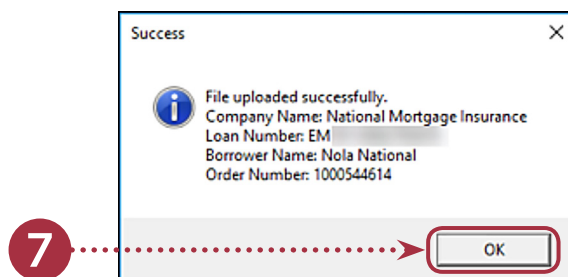 Success
File uploaded successfully.
Company Name: National Mortgage Insurance
Loan Number: EM
Borrower Name: Nola National
Order Number: 1000544614
7
OK